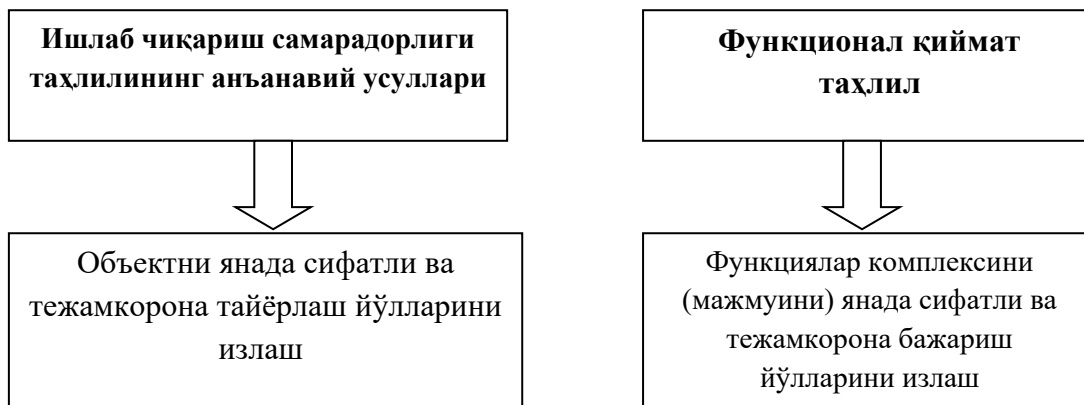 Ишлаб чиқариш самарадорлиги
таҳлилининг анъанавий усуллари
Функционал қиймат
таҳлил
Объектни янада сифатли ва
тежамкорона тайёрлаш йўлларини
излаш
Функциялар комплексини
(мажмуини) янада сифатли ва
тежамкорона бажариш
йўлларини излаш